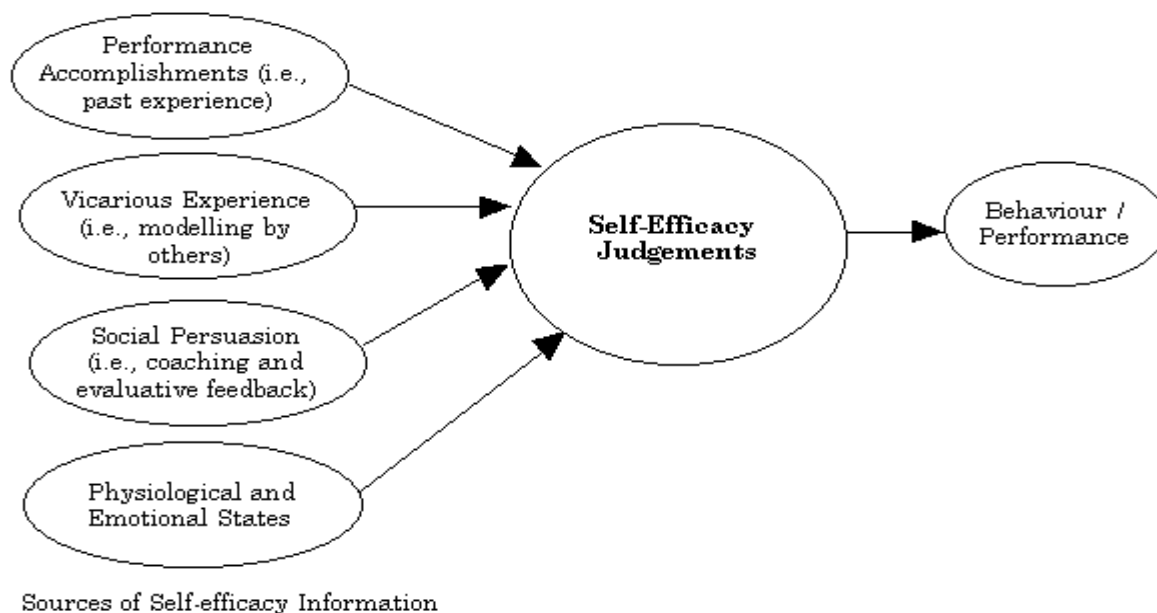 Performance
Accomplishments (i.e.,
past experience)
Vicarious Experience
(i.e., modelling by
others)
Social Persuasion
(i.e., coaching and
evaluative feedback)
Physiological and
Emotional States
Self-Efficacy
Judgements
Behaviour /
Performance
Sources of Self-efficacy Information